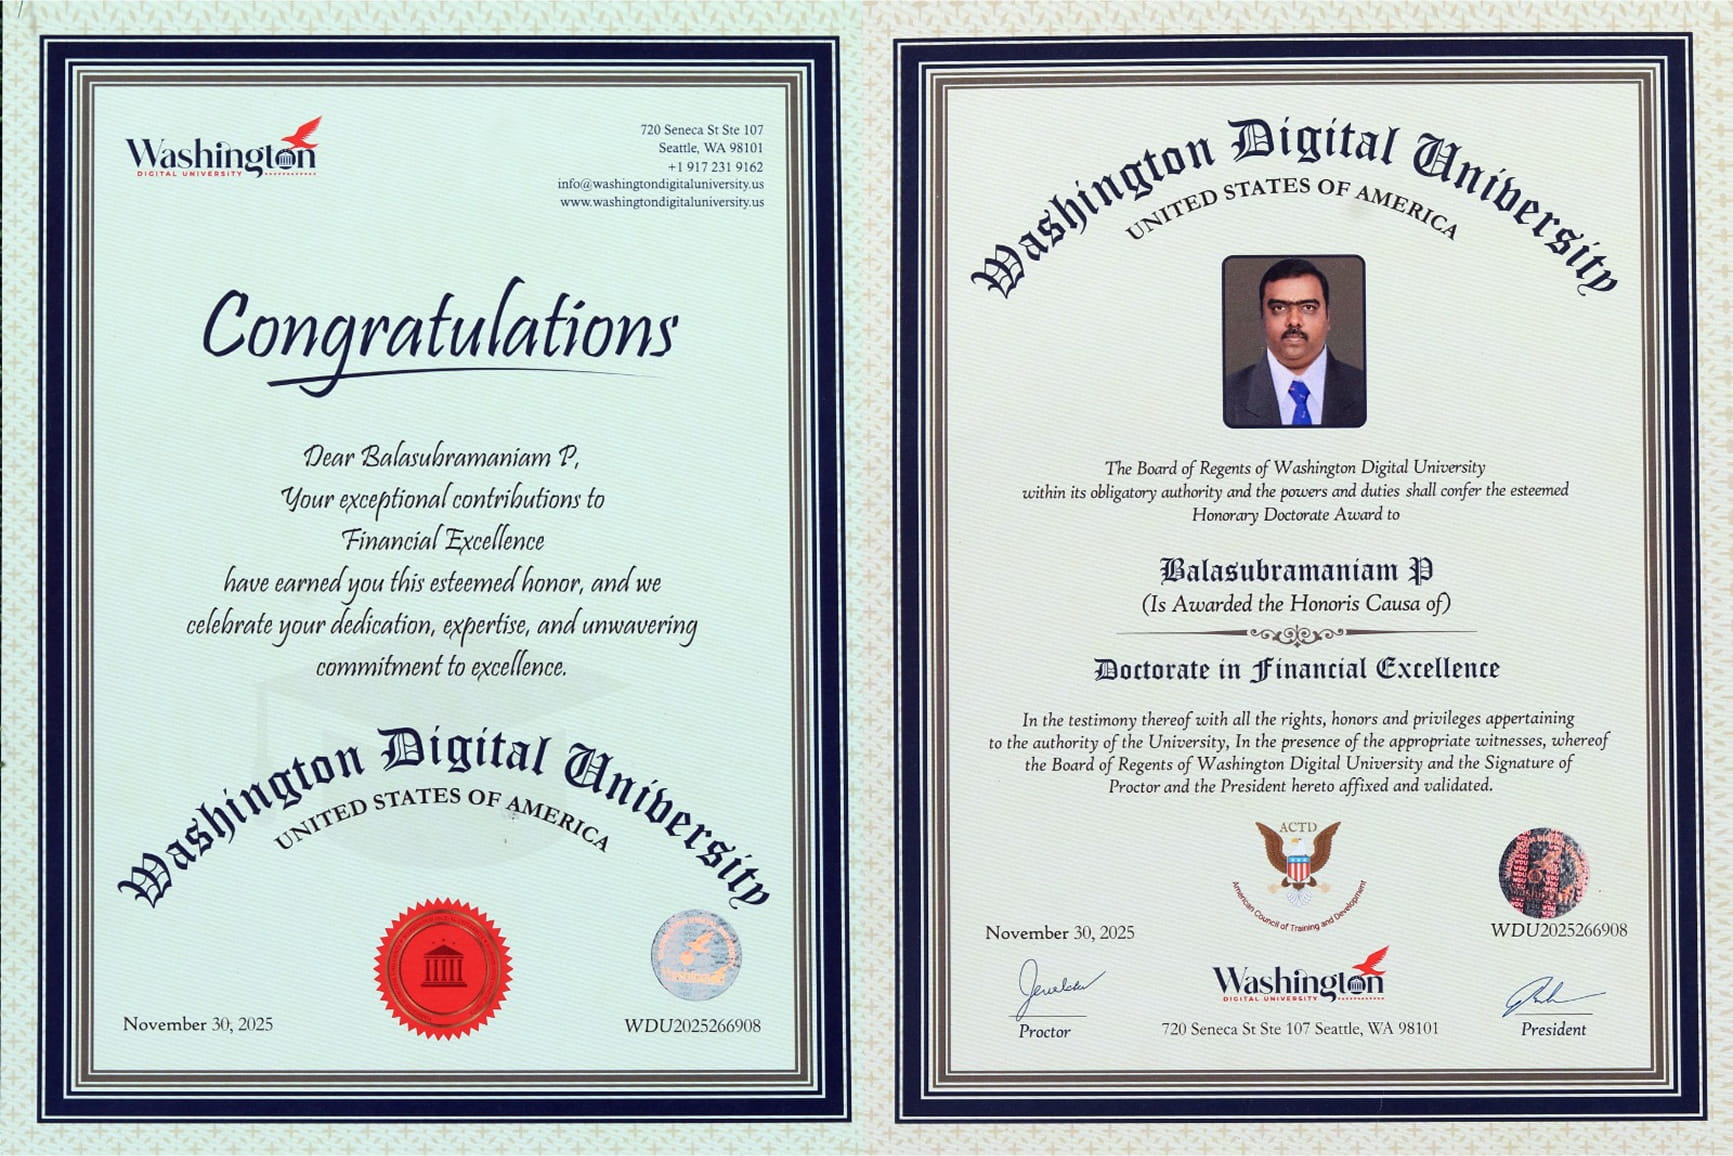 Washington
DIGITAL UNIVERSITY
720 Seneca St Ste 107
Seattle, WA 98101
+1 917 231 9162
info@washingtondigitaluniversity.us
www.washingtondigitaluniversity.us
Congratulations
Dear Balasubramaniam P,
Your exceptional contributions to
Financial Excellence
have earned you this esteemed honor, and we
celebrate your dedication, expertise, and unwavering
commitment to excellence.
Washington Digital University
UNITED STATES OF AMERICA
November 30, 2025
WDU2025266908
Washington Digital University
UNITED STATES OF AMERICA
The Board of Regents of Washington Digital University
within its obligatory authority and the powers and duties shall confer the esteemed
Honorary Doctorate Award to
Balasubramaniam P
(Is Awarded the Honoris Causa of)
Doctorate in Financial Excellence
In the testimony thereof with all the rights, honors and privileges appertaining
to the authority of the University, In the presence of the appropriate witnesses, whereof
the Board of Regents of Washington Digital University and the Signature of
Proctor and the President hereto affixed and validated.
ACTD
American Council of Training and Development
November 30, 2025
WDU2025266908
Proctor
Washington
DIGITAL UNIVERSITY
720 Seneca St Ste 107 Seattle, WA 98101
President